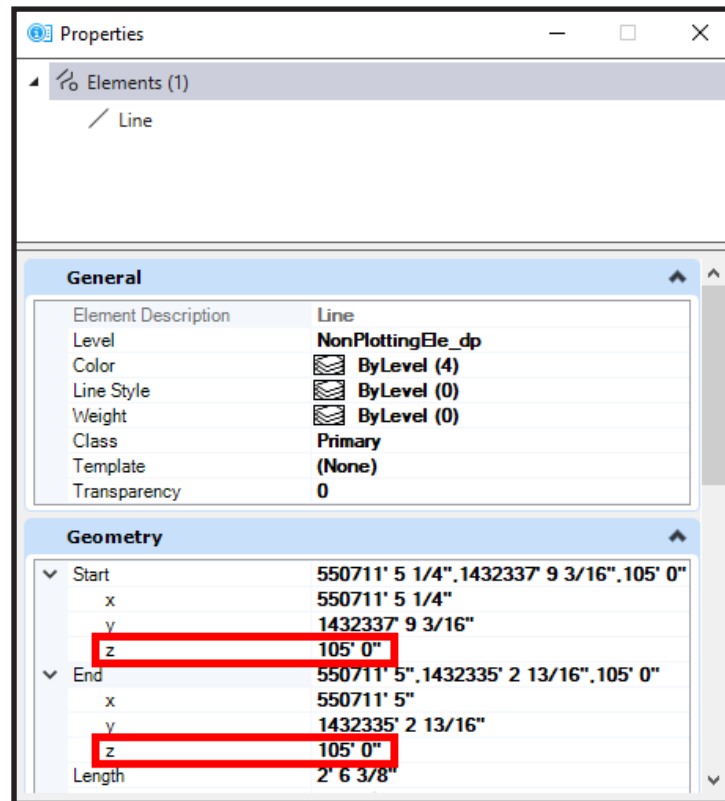 Properties
Elements (1)
Line
General
Element Description Line
Level NonPlottingEle_dp
Color ByLevel (4)
Line Style ByLevel (0)
Weight ByLevel (0)
Class Primary
Template (None)
Transparency 0
Geometry
Start 550711' 5 1/4",1432337' 9 3/16",105' 0"
x 550711' 5 1/4"
y 1432337' 9 3/16"
z 105' 0"
End 550711' 5",1432335' 2 13/16",105' 0"
x 550711' 5"
y 1432335' 2 13/16"
z 105' 0"
Length 2' 6 3/8"